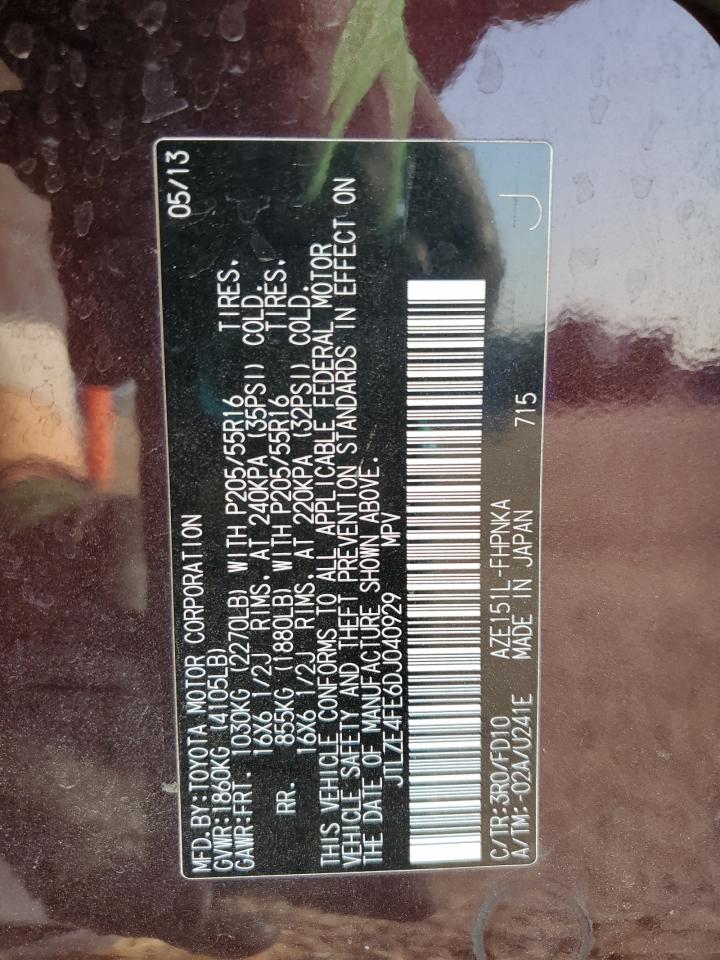 MFD.BY:TOYOTA MOTOR CORPORATION 05/13
GVWR:1860KG (4105LB)
GAWR:FRT. 1030KG (2270LB) WITH P205/55R16 TIRES.
16X6 1/2J RIMS, AT 240KPA (35PSI) COLD.
RR. 855KG (1880LB) WITH P205/55R16 TIRES.
16X6 1/2J RIMS, AT 220KPA (32PSI) COLD.
THIS VEHICLE CONFORMS TO ALL APPLICABLE FEDERAL MOTOR
VEHICLE SAFETY AND THEFT PREVENTION STANDARDS IN EFFECT ON
THE DATE OF MANUFACTURE SHOWN ABOVE.
JTLZE4FE6DJ040929 MPV
C/TR:3R0/FD10 AZE151L-FHPNKA
A/TM:-02A/U241E MADE IN JAPAN 715
J